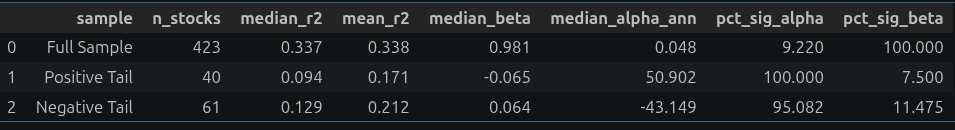 sample n_stocks median_r2 mean_r2 median_beta median_alpha_ann pct_sig_alpha pct_sig_beta
0 Full Sample 423 0.337 0.338 0.981 0.048 9.220 100.000
1 Positive Tail 40 0.094 0.171 -0.065 50.902 100.000 7.500
2 Negative Tail 61 0.129 0.212 0.064 -43.149 95.082 11.475